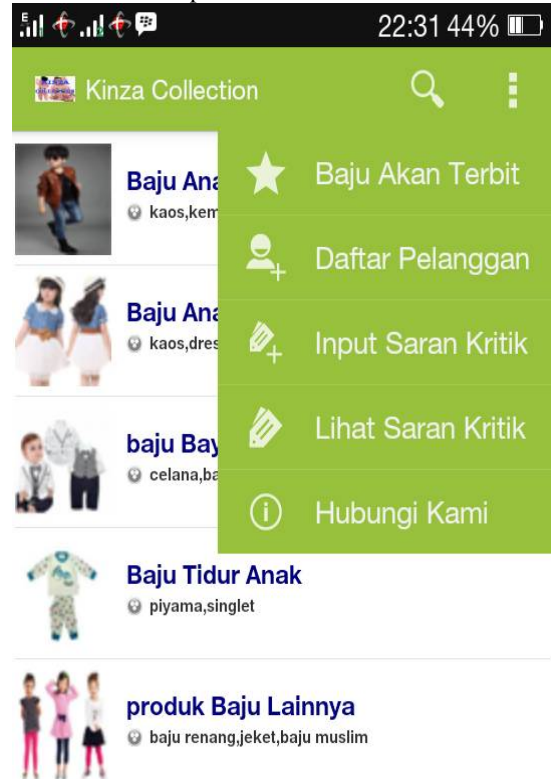 22:31 44%
Kinza Collection
Baju Akan Terbit
Daftar Pelanggan
Input Saran Kritik
Lihat Saran Kritik
Hubungi Kami
Baju Ana
kaos,kem
Baju Ana
kaos,dres
baju Bay
celana,ba
Baju Tidur Anak
piyama,singlet
produk Baju Lainnya
baju renang,jeket,baju muslim